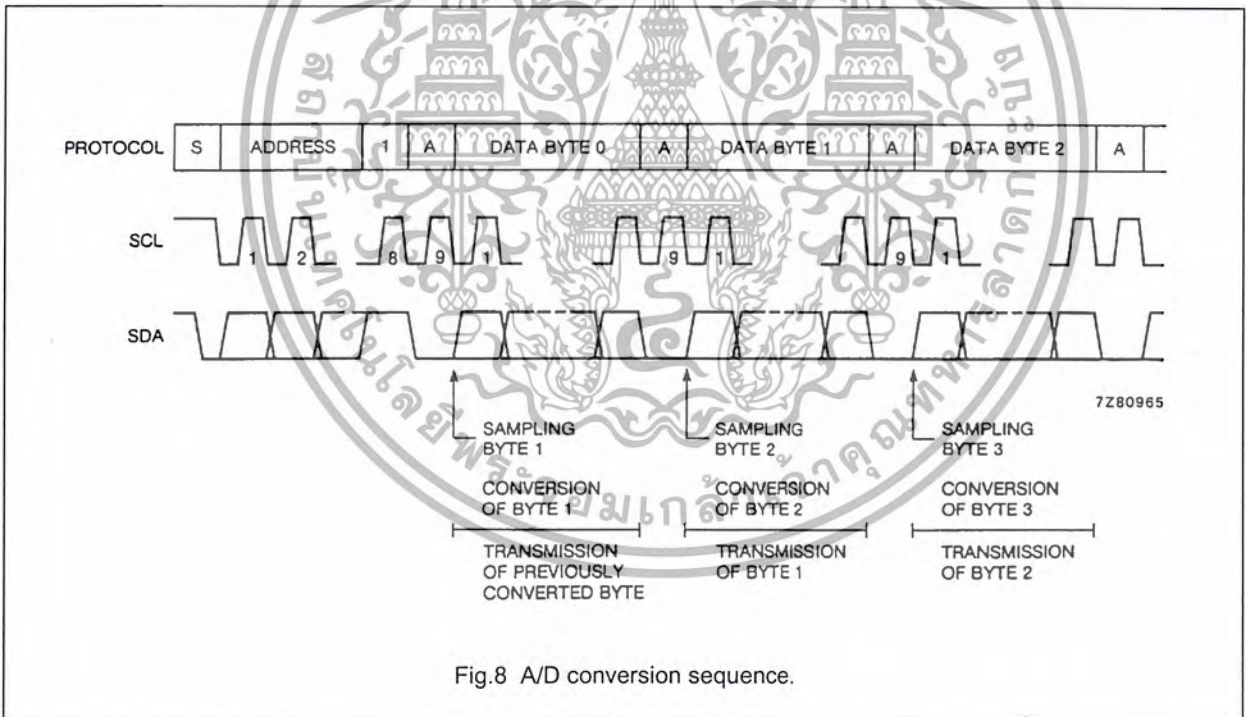 PROTOCOL S ADDRESS 1 A DATA BYTE 0 A DATA BYTE 1 A DATA BYTE 2 A
SCL 1 2 8 9 1 9 1 9 1
SDA
7Z80965
SAMPLING BYTE 1
SAMPLING BYTE 2
SAMPLING BYTE 3
CONVERSION OF BYTE 1
CONVERSION OF BYTE 2
CONVERSION OF BYTE 3
TRANSMISSION OF PREVIOUSLY CONVERTED BYTE
TRANSMISSION OF BYTE 1
TRANSMISSION OF BYTE 2
Fig.8 A/D conversion sequence.